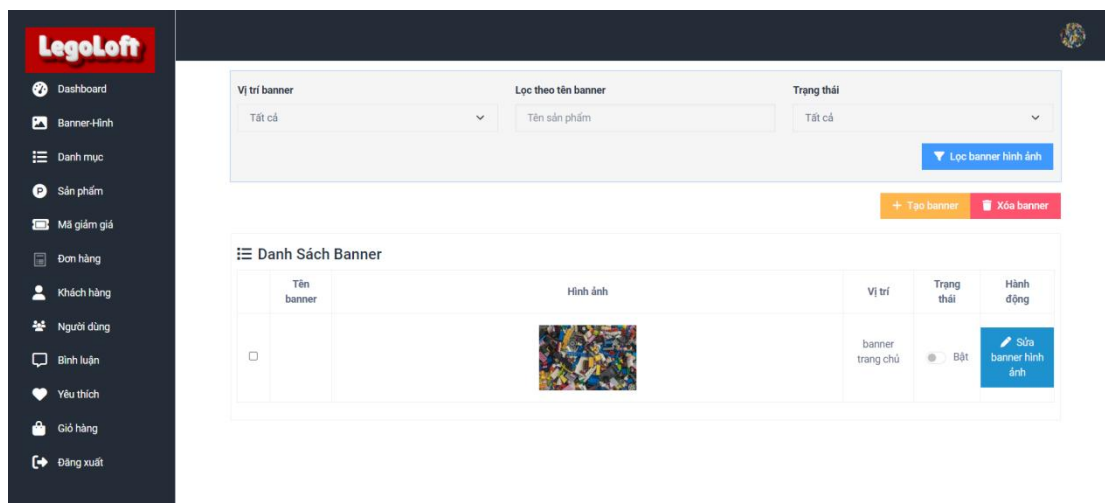 LegoLoft
Dashboard
Banner-Hình
Danh mục
Sản phẩm
Mã giảm giá
Đơn hàng
Khách hàng
Người dùng
Bình luận
Yêu thích
Giỏ hàng
Đăng xuất
Vị trí banner
Lọc theo tên banner
Trạng thái
Tất cả
Tên sản phẩm
Tất cả
Lọc banner hình ảnh
Tạo banner
Xóa banner
Danh Sách Banner
Tên
banner
Hình ảnh
Vị trí
Trạng
thái
Hành
động
banner
trang chủ
Bật
Sửa
banner hình
ảnh